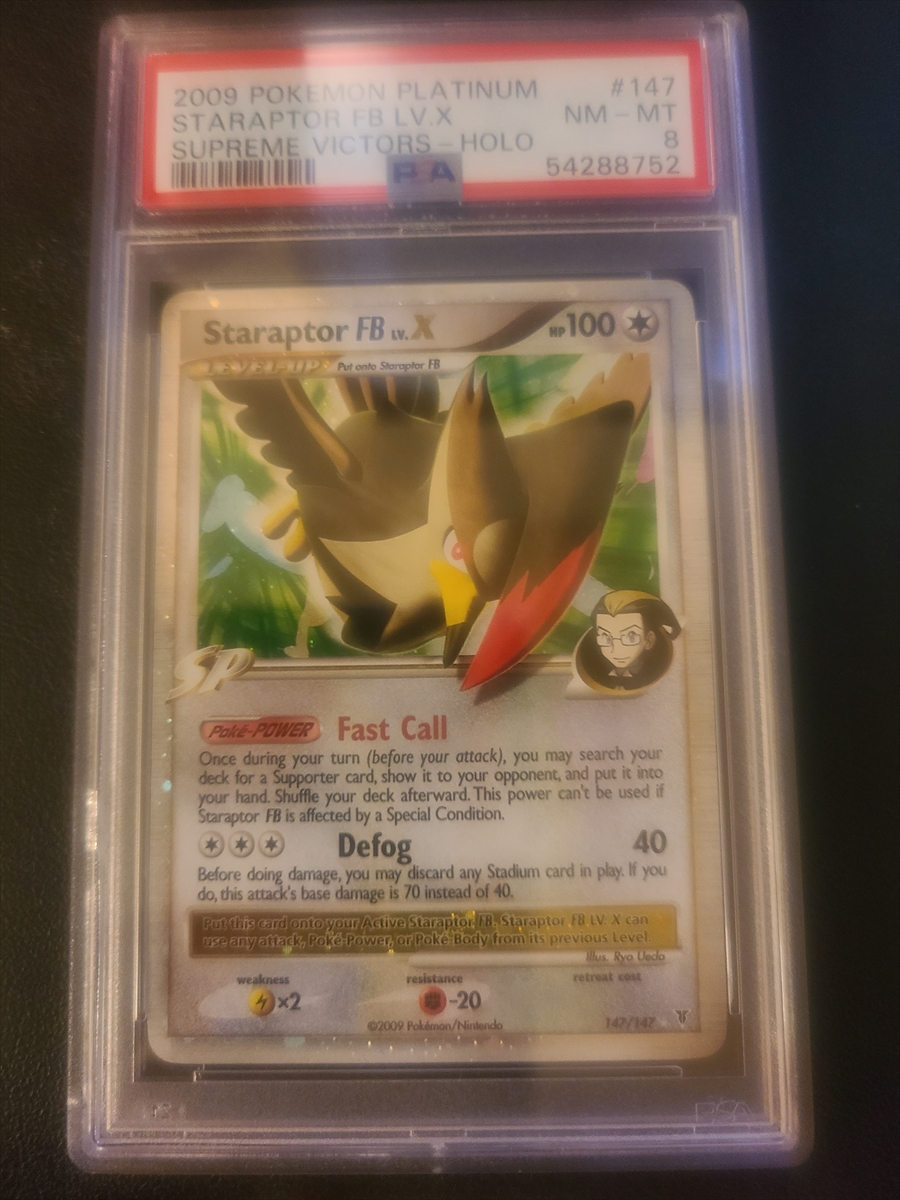 2009 POKEMON PLATINUM #147
STARAPTOR FB LV.X NM - MT
SUPREME VICTORS - HOLO 8
PSA 54288752
Staraptor FB LV.X HP 100
LEVEL-UP Put onto Staraptor FB
SP
Poké-POWER Fast Call
Once during your turn (before your attack), you may search your
deck for a Supporter card, show it to your opponent, and put it into
your hand. Shuffle your deck afterward. This power can't be used if
Staraptor FB is affected by a Special Condition.
Defog 40
Before doing damage, you may discard any Stadium card in play. If you
do, this attack's base damage is 70 instead of 40.
Put this card onto your Active Staraptor FB. Staraptor FB LV. X can
use any attack, Poké-Power, or Poké-Body from its previous Level.
Illus. Ryo Ueda
weakness resistance retreat cost
×2 -20
©2009 Pokémon/Nintendo 147/147
PSA